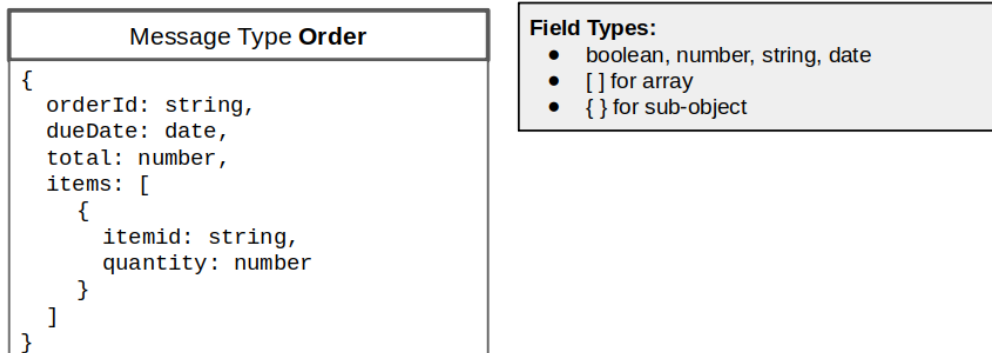 Message Type Order
{
orderId: string,
dueDate: date,
total: number,
items: [
{
itemid: string,
quantity: number
}
]
}
Field Types:
● boolean, number, string, date
● [ ] for array
● { } for sub-object